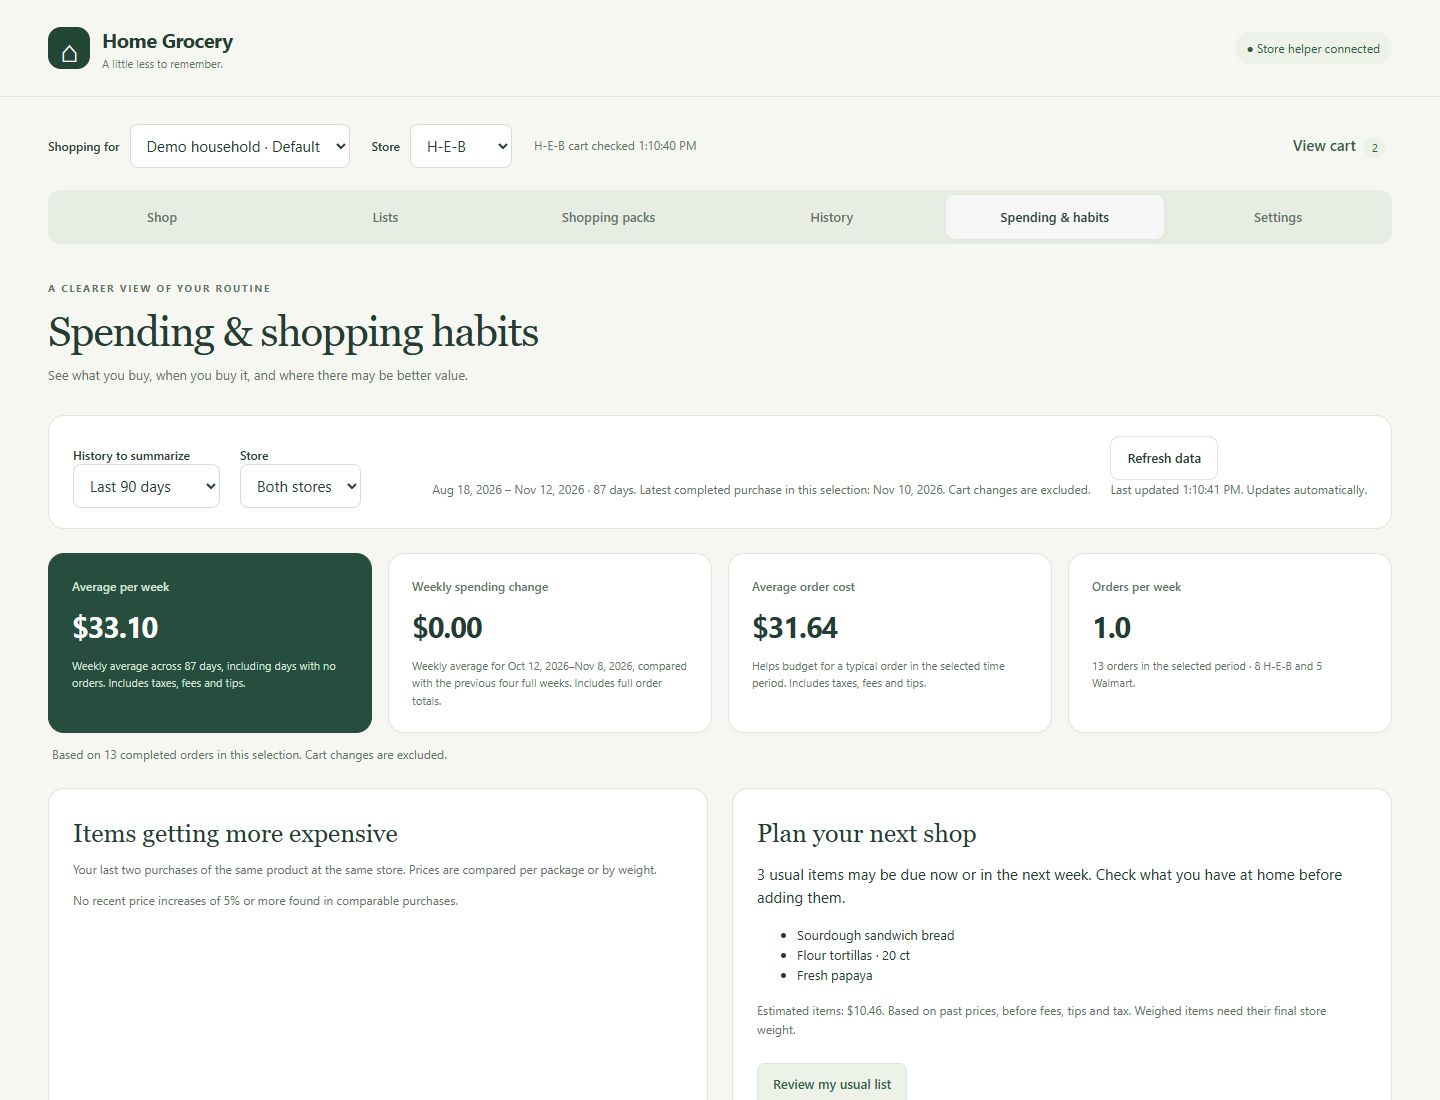 Home Grocery
A little less to remember.
● Store helper connected
Shopping for
Demo household · Default
Store
H-E-B
H-E-B cart checked 1:10:40 PM
View cart 2
Shop
Lists
Shopping packs
History
Spending & habits
Settings
A CLEARER VIEW OF YOUR ROUTINE
Spending & shopping habits
See what you buy, when you buy it, and where there may be better value.
History to summarize
Last 90 days
Store
Both stores
Aug 18, 2026 – Nov 12, 2026 · 87 days. Latest completed purchase in this selection: Nov 10, 2026. Cart changes are excluded.
Refresh data
Last updated 1:10:41 PM. Updates automatically.
Average per week
$33.10
Weekly average across 87 days, including days with no
orders. Includes taxes, fees and tips.
Weekly spending change
$0.00
Weekly average for Oct 12, 2026–Nov 8, 2026, compared
with the previous four full weeks. Includes full order
totals.
Average order cost
$31.64
Helps budget for a typical order in the selected time
period. Includes taxes, fees and tips.
Orders per week
1.0
13 orders in the selected period · 8 H-E-B and 5
Walmart.
Based on 13 completed orders in this selection. Cart changes are excluded.
Items getting more expensive
Your last two purchases of the same product at the same store. Prices are compared per package or by weight.
No recent price increases of 5% or more found in comparable purchases.
Plan your next shop
3 usual items may be due now or in the next week. Check what you have at home before
adding them.
• Sourdough sandwich bread
• Flour tortillas · 20 ct
• Fresh papaya
Estimated items: $10.46. Based on past prices, before fees, tips and tax. Weighed items need their final store
weight.
Review my usual list